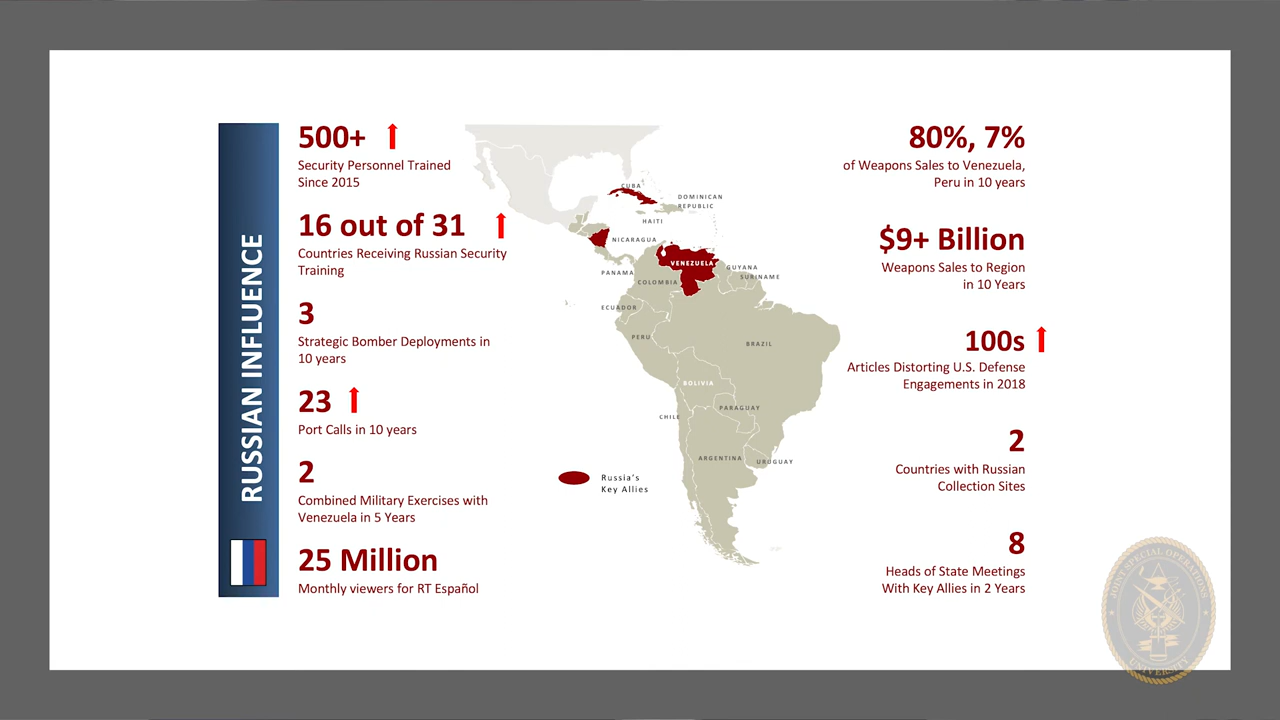 RUSSIAN INFLUENCE
500+
Security Personnel Trained
Since 2015
16 out of 31
Countries Receiving Russian Security
Training
3
Strategic Bomber Deployments in
10 years
23
Port Calls in 10 years
2
Combined Military Exercises with
Venezuela in 5 Years
25 Million
Monthly viewers for RT Español
CUBA
DOMINICAN
REPUBLIC
HAITI
NICARAGUA
VENEZUELA
GUYANA
SURINAME
PANAMA
COLOMBIA
ECUADOR
PERU
BRAZIL
BOLIVIA
PARAGUAY
CHILE
ARGENTINA
URUGUAY
Russia's
Key Allies
80%, 7%
of Weapons Sales to Venezuela,
Peru in 10 years
$9+ Billion
Weapons Sales to Region
in 10 Years
100s
Articles Distorting U.S. Defense
Engagements in 2018
2
Countries with Russian
Collection Sites
8
Heads of State Meetings
With Key Allies in 2 Years
JOINT SPECIAL OPERATIONS
UNIVERSITY